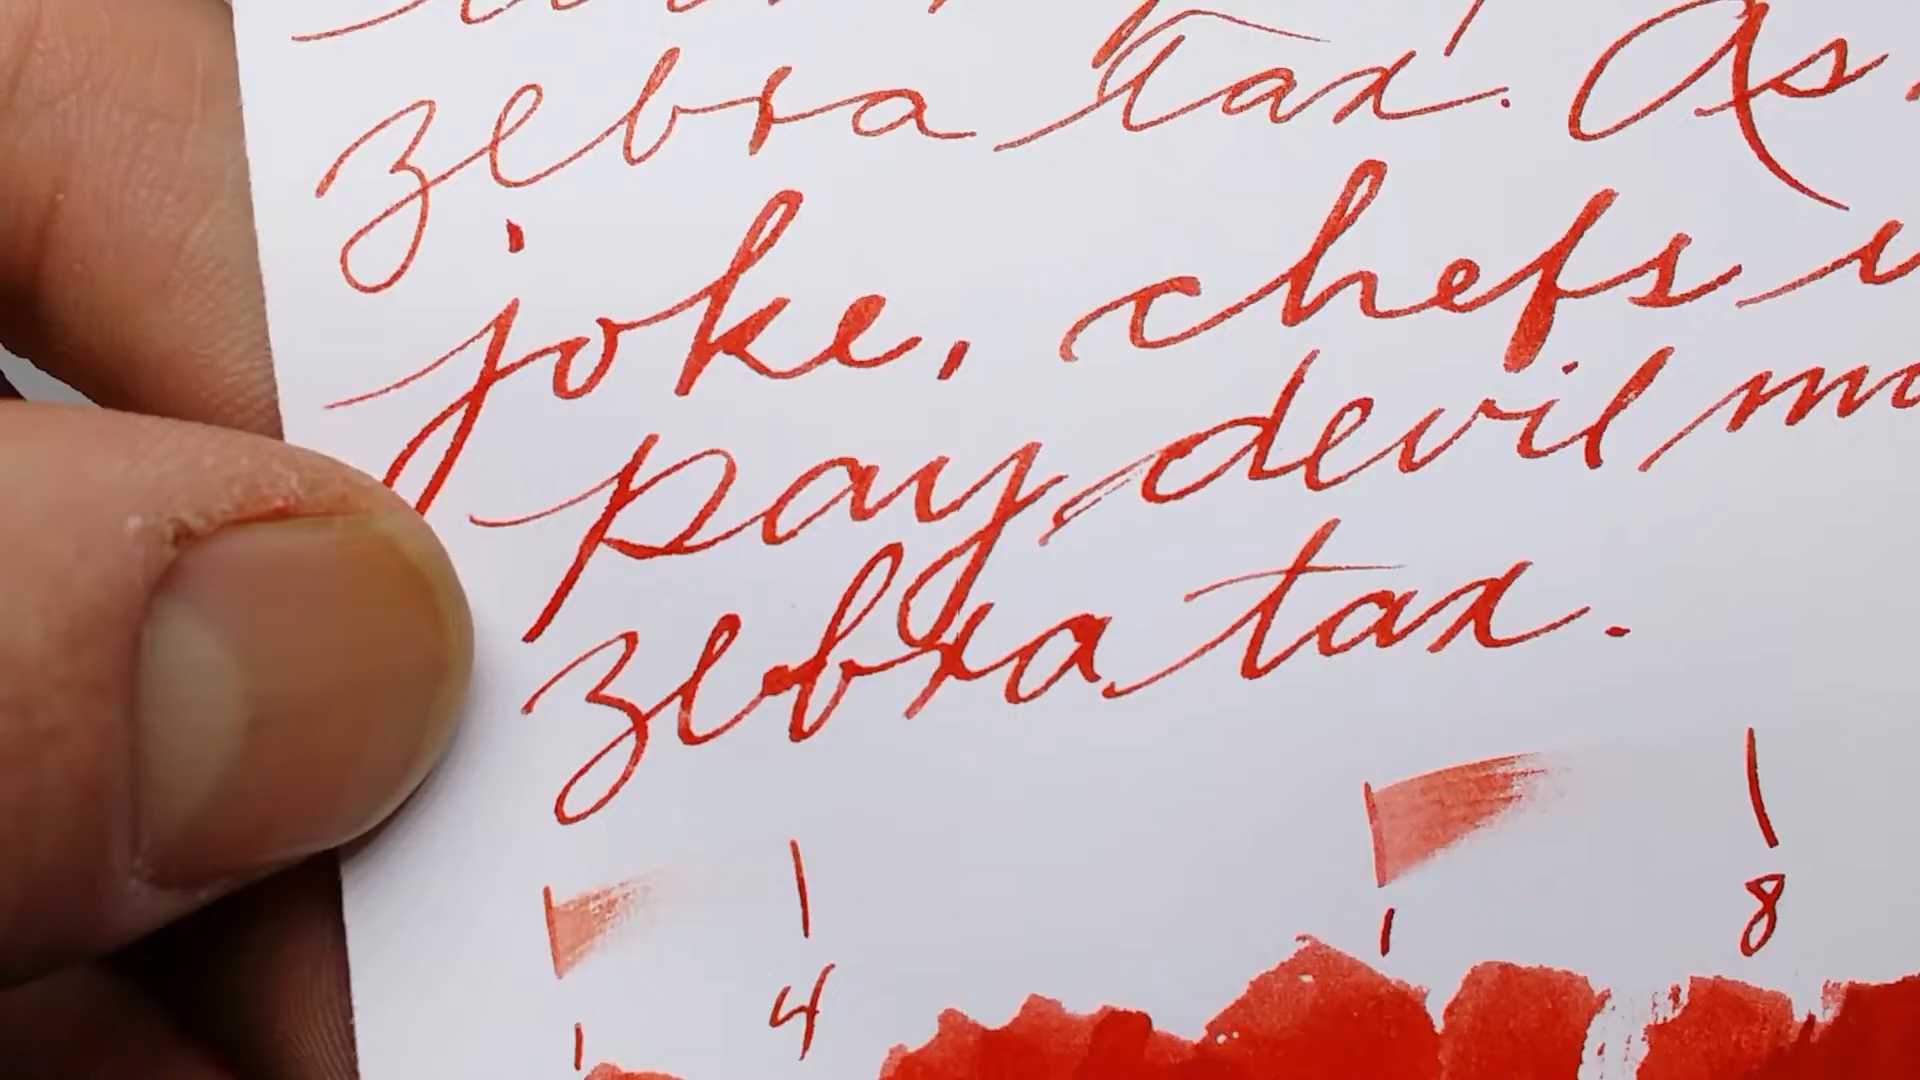 zebra tax. As
joke, chefs
pay devil
zebra tax.
1 4 1 8